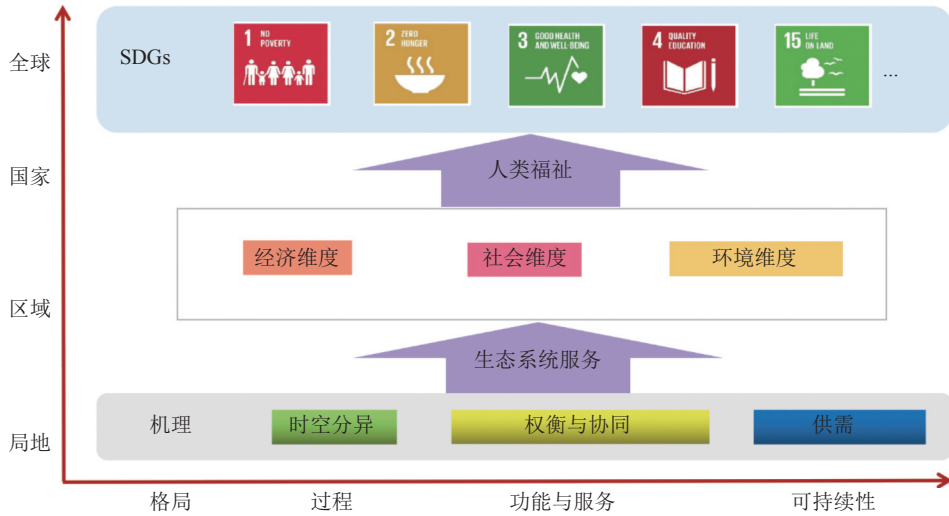 全球
SDGs
1 NO POVERTY
2 ZERO HUNGER
3 GOOD HEALTH AND WELL-BEING
4 QUALITY EDUCATION
15 LIFE ON LAND
...
国家
人类福祉
经济维度
社会维度
环境维度
区域
生态系统服务
局地
机理
时空分异
权衡与协同
供需
格局
过程
功能与服务
可持续性